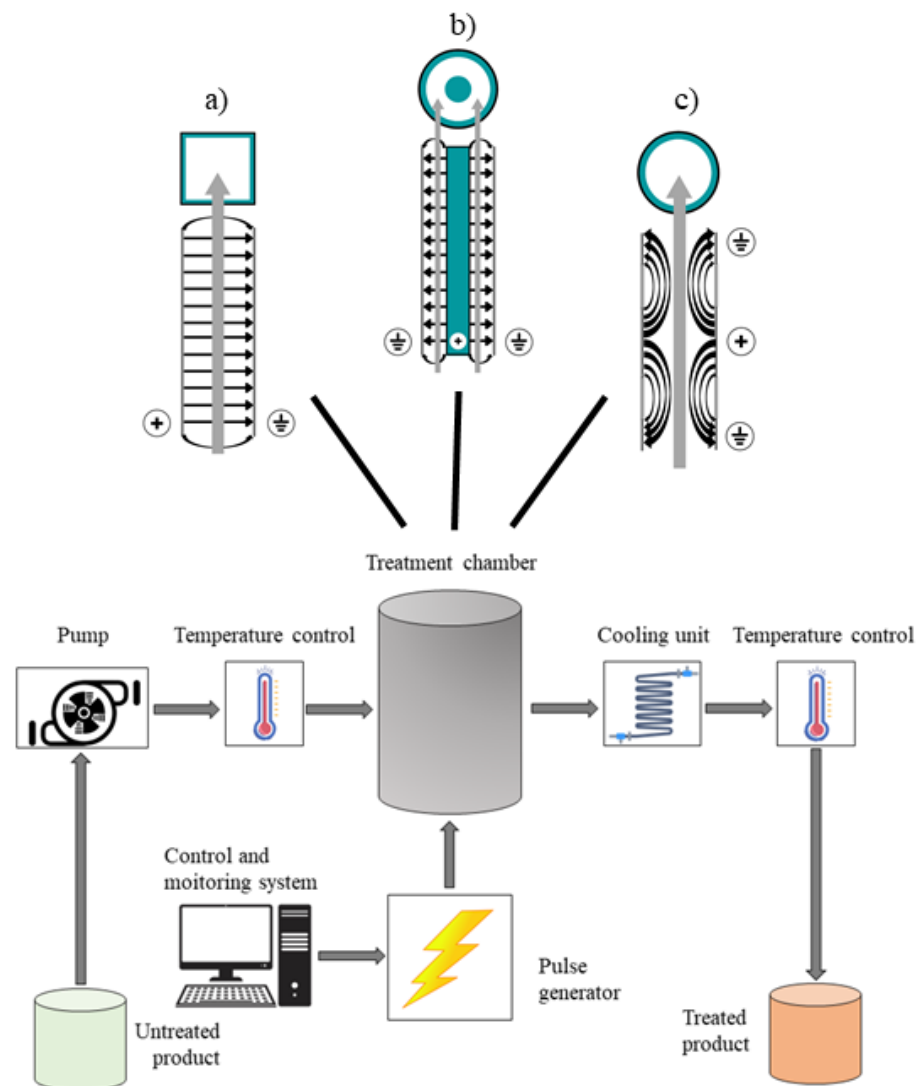 b)
a)
c)
+
+
+
Treatment chamber
Pump
Temperature control
Cooling unit
Temperature control
Control and
moitoring system
Pulse
generator
Untreated
product
Treated
product